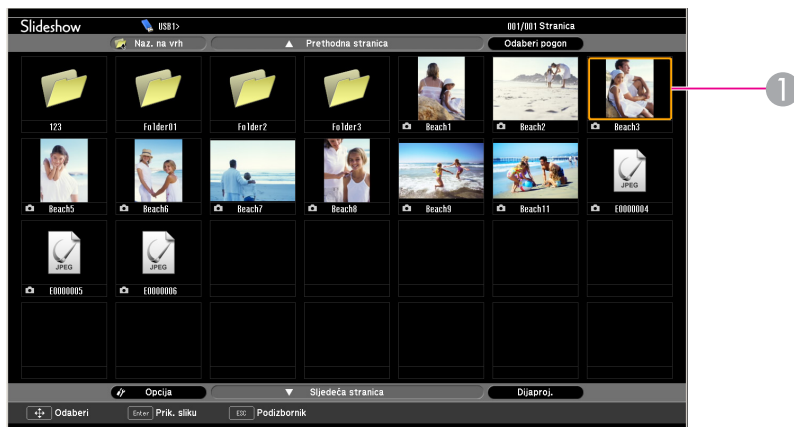 Slideshow USB1> 001/001 Stranica
Naz. na vrh Prethodna stranica Odaberi pogon
123 Folder01 Folder2 Folder3 Beach1 Beach2 Beach3
1
Beach5 Beach6 Beach7 Beach8 Beach9 Beach11 JPEG E0000004
JPEG E0000005 JPEG E0000006
Opcija Sljedeča stranica Dijaproj.
Odaberi Enter Prik. sliku ESC Podizbornik